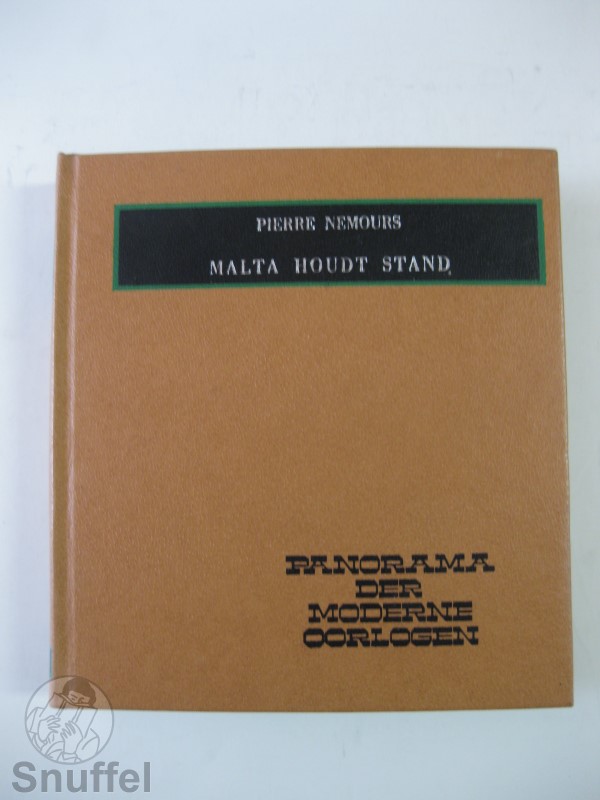 PIERRE NEMOURS
MALTA HOUDT STAND
PANORAMA
DER
MODERNE
OORLOGEN
Snuffel